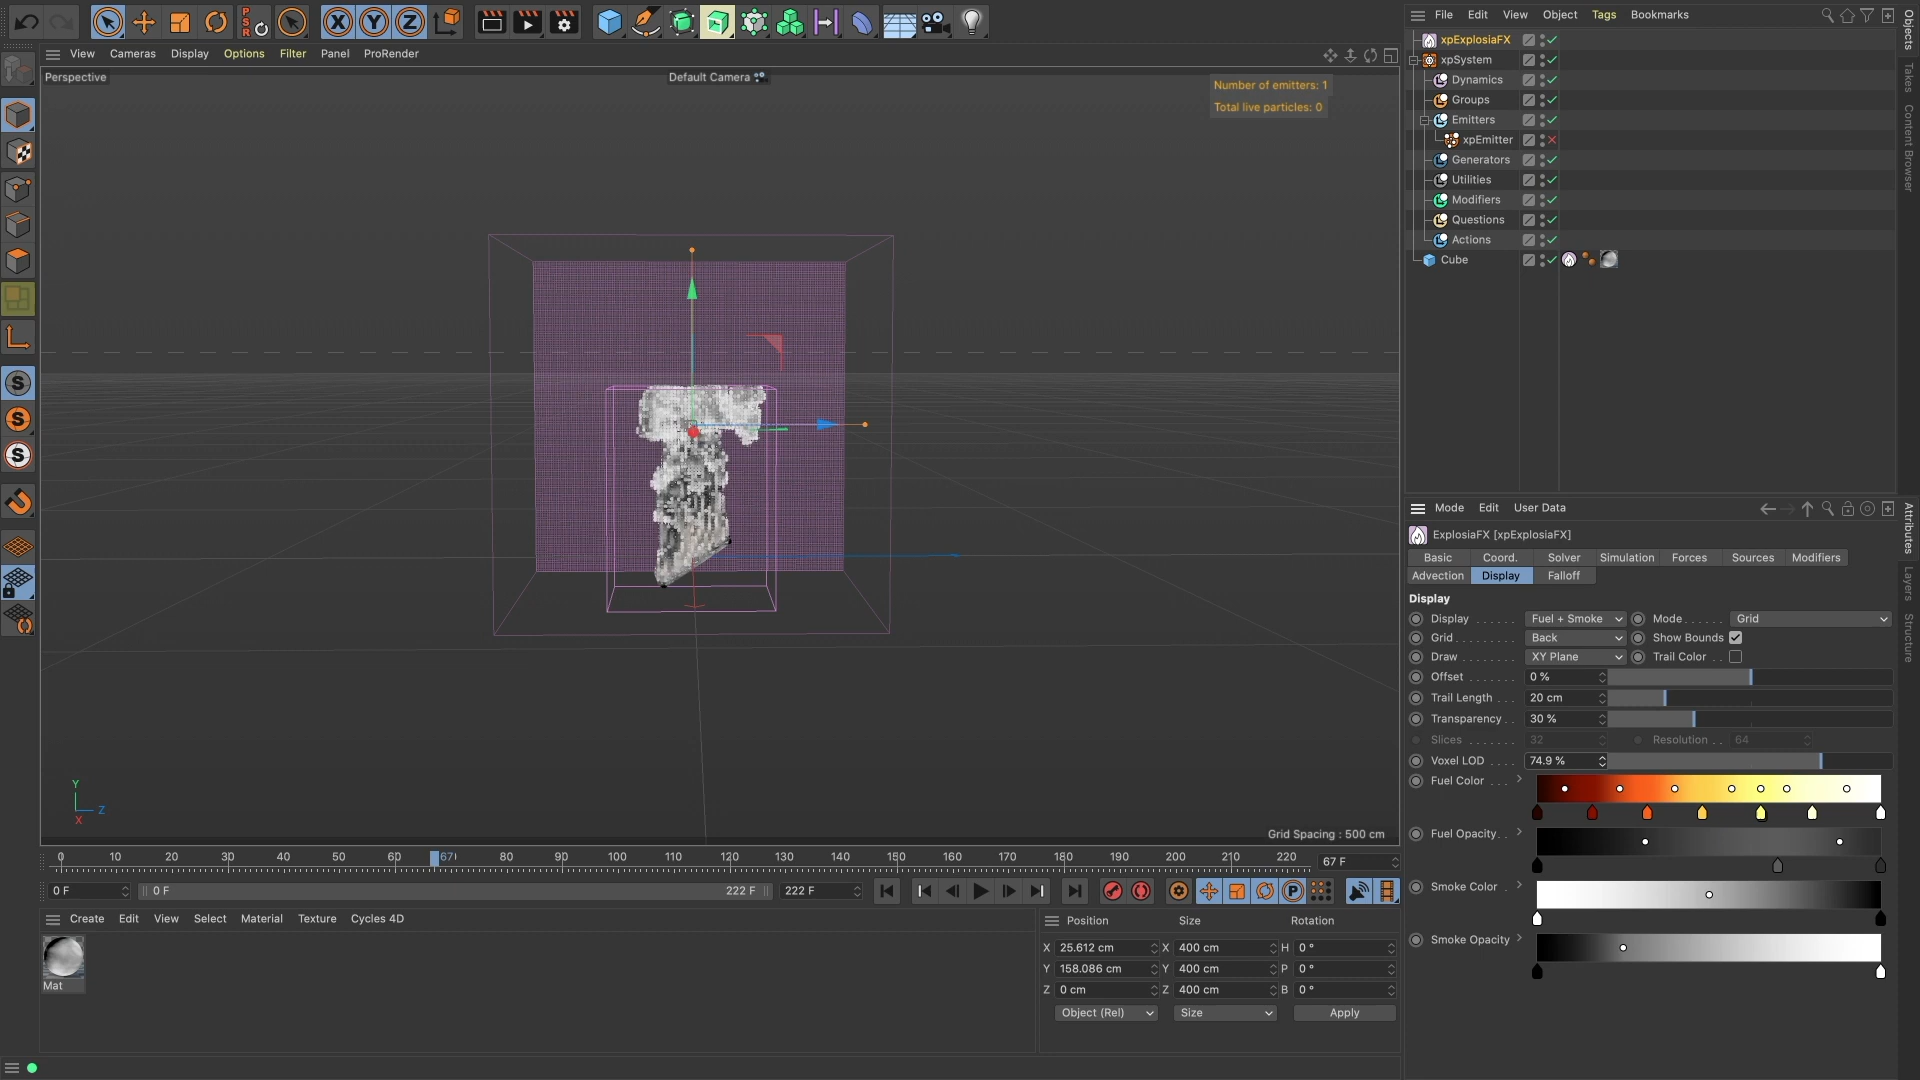 File Edit View Object Tags Bookmarks
View Cameras Display Options Filter Panel ProRender
PSR
X Y Z
Perspective
Default Camera
Number of emitters: 1
Total live particles: 0
xpExplosiaFX
xpSystem
Dynamics
Groups
Emitters
xpEmitter
Generators
Utilities
Modifiers
Questions
Actions
Cube
Objects
Takes
Content Browser
Attributes
Layers
Structure
Mode Edit User Data
ExplosiaFX [xpExplosiaFX]
Basic Coord. Solver Simulation Forces Sources Modifiers
Advection Display Falloff
Display
Display Fuel + Smoke Mode Grid
Grid Back Show Bounds
Draw XY Plane Trail Color
Offset 0 %
Trail Length 20 cm
Transparency 30 %
Slices 32 Resolution 64
Voxel LOD 74.9 %
Fuel Color
Fuel Opacity
Smoke Color
Smoke Opacity
S
S
S
Y
Z
X
Grid Spacing : 500 cm
0 10 20 30 40 50 60 67 80 90 100 110 120 130 140 150 160 170 180 190 200 210 220 67 F
0 F 0 F 222 F 222 F
P
Create Edit View Select Material Texture Cycles 4D
Mat
Position Size Rotation
X 25.612 cm X 400 cm H 0 °
Y 158.086 cm Y 400 cm P 0 °
Z 0 cm Z 400 cm B 0 °
Object (Rel) Size Apply